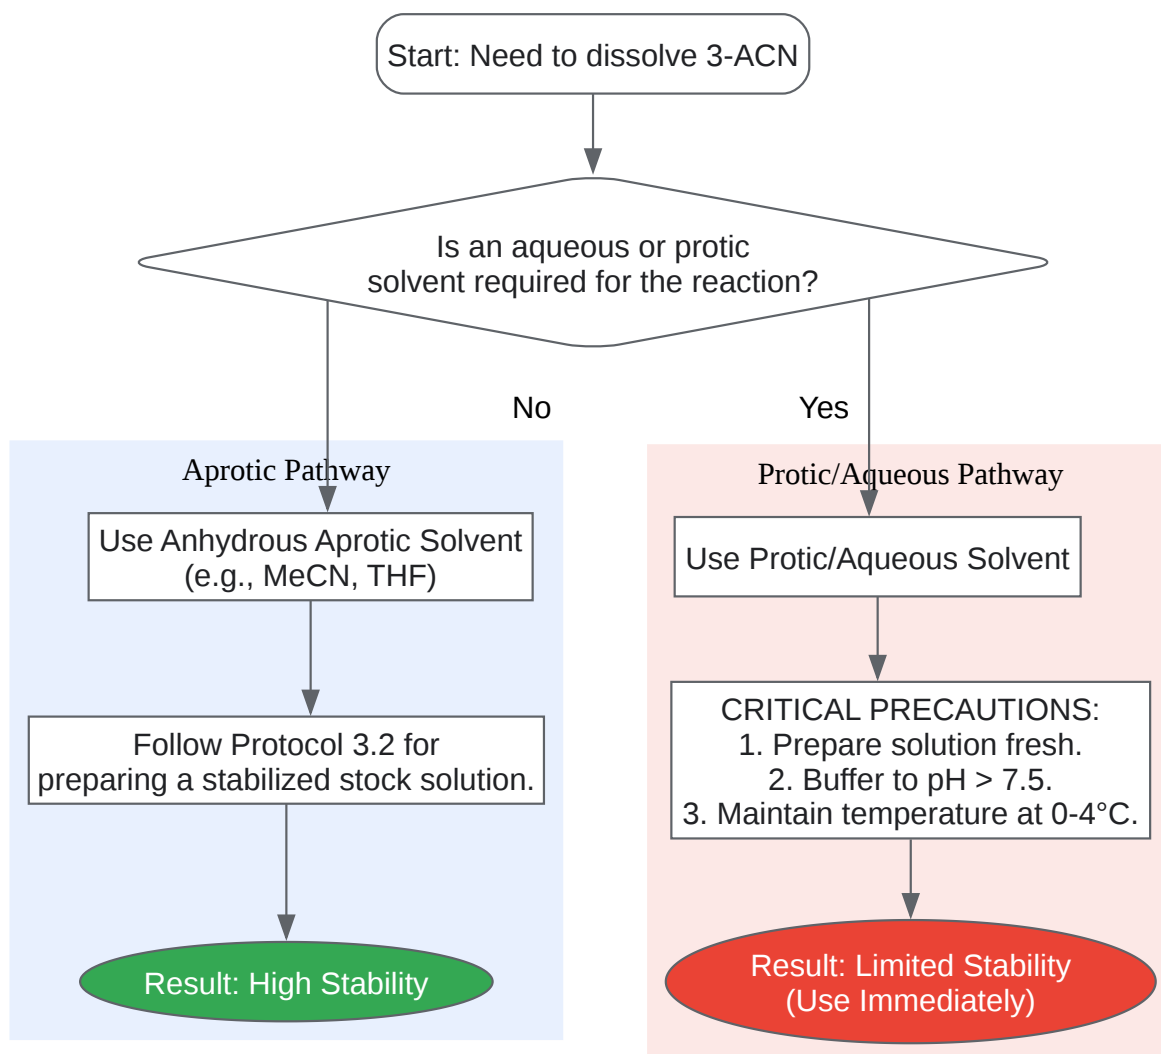 Start: Need to dissolve 3-ACN
Is an aqueous or protic
solvent required for the reaction?
No
Yes
Aprotic Pathway
Use Anhydrous Aprotic Solvent
(e.g., MeCN, THF)
Follow Protocol 3.2 for
preparing a stabilized stock solution.
Result: High Stability
Protic/Aqueous Pathway
Use Protic/Aqueous Solvent
CRITICAL PRECAUTIONS:
1. Prepare solution fresh.
2. Buffer to pH > 7.5.
3. Maintain temperature at 0-4°C.
Result: Limited Stability
(Use Immediately)